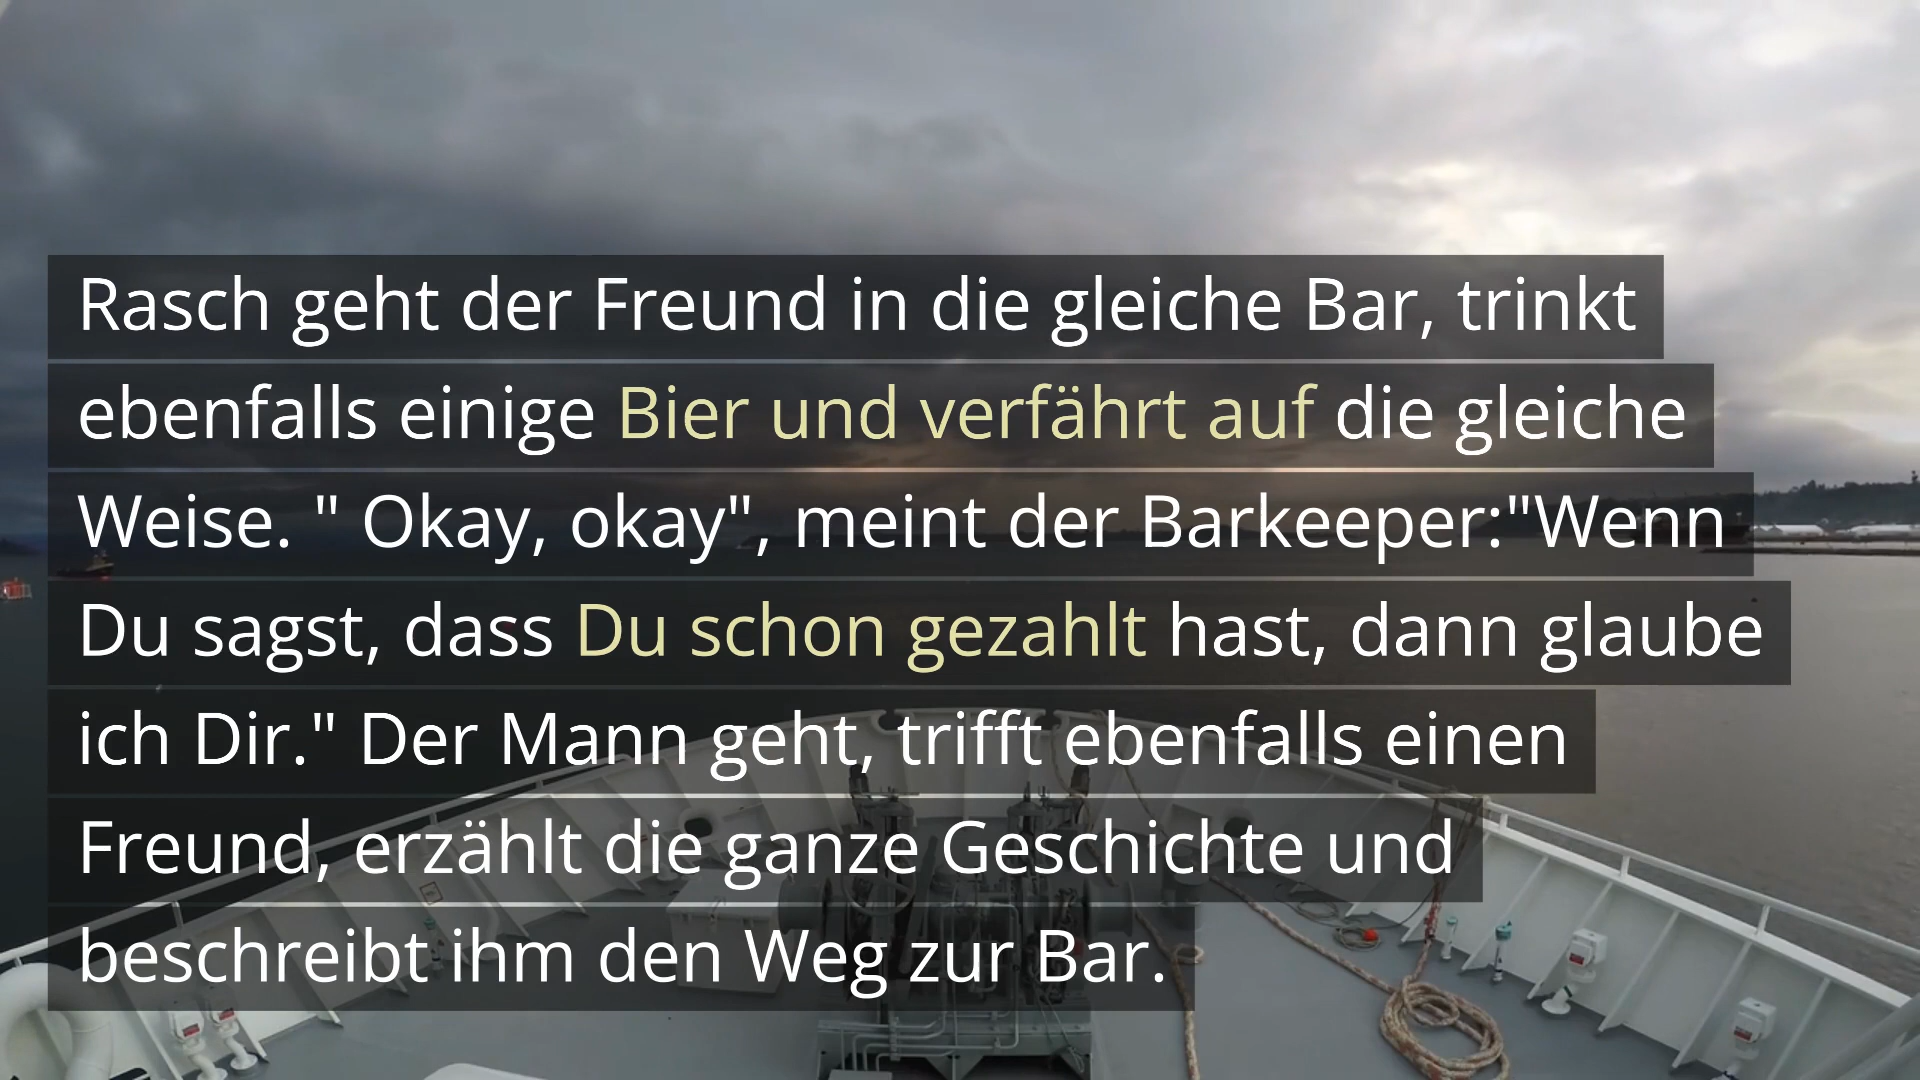 Rasch geht der Freund in die gleiche Bar, trinkt
ebenfalls einige Bier und verfährt auf die gleiche
Weise. " Okay, okay", meint der Barkeeper:"Wenn
Du sagst, dass Du schon gezahlt hast, dann glaube
ich Dir." Der Mann geht, trifft ebenfalls einen
Freund, erzählt die ganze Geschichte und
beschreibt ihm den Weg zur Bar.